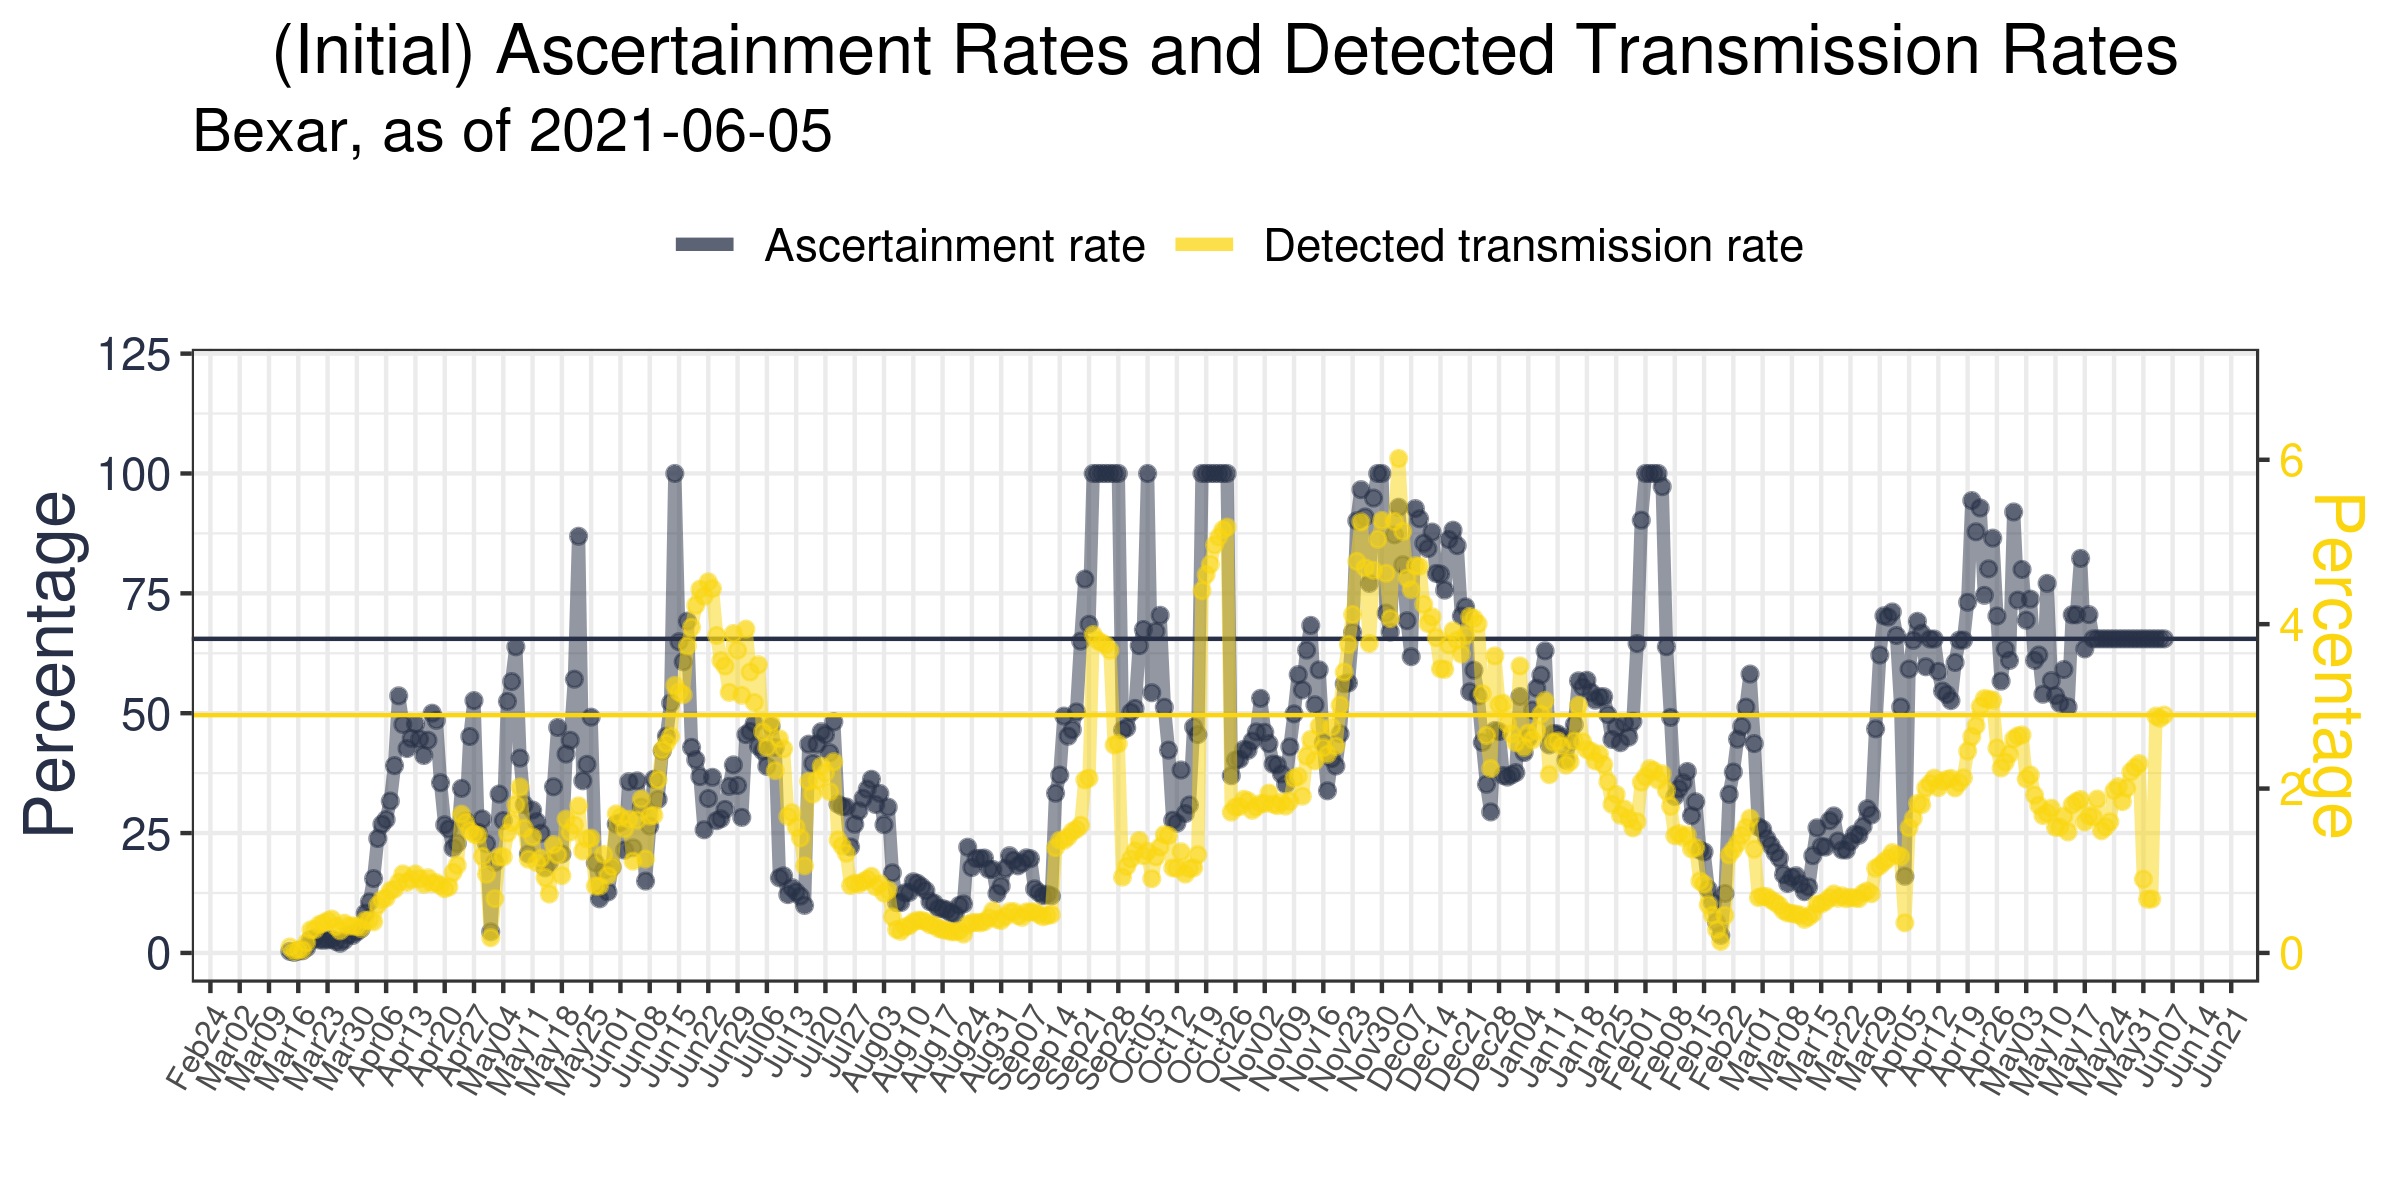 (Initial) Ascertainment Rates and Detected Transmission Rates
Bexar, as of 2021-06-05
Ascertainment rate Detected transmission rate
Percentage
125
100
75
50
25
0
6
4
2
0
Percentage
Feb24 Mar02 Mar09 Mar16 Mar23 Mar30 Apr06 Apr13 Apr20 Apr27 May04 May11 May18 May25 Jun01 Jun08 Jun15 Jun22 Jun29 Jul06 Jul13 Jul20 Jul27 Aug03 Aug10 Aug17 Aug24 Aug31 Sep07 Sep14 Sep21 Sep28 Oct05 Oct12 Oct19 Oct26 Nov02 Nov09 Nov16 Nov23 Nov30 Dec07 Dec14 Dec21 Dec28 Jan04 Jan11 Jan18 Jan25 Feb01 Feb08 Feb15 Feb22 Mar01 Mar08 Mar15 Mar22 Mar29 Apr05 Apr12 Apr19 Apr26 May03 May10 May17 May24 May31 Jun07 Jun14 Jun21